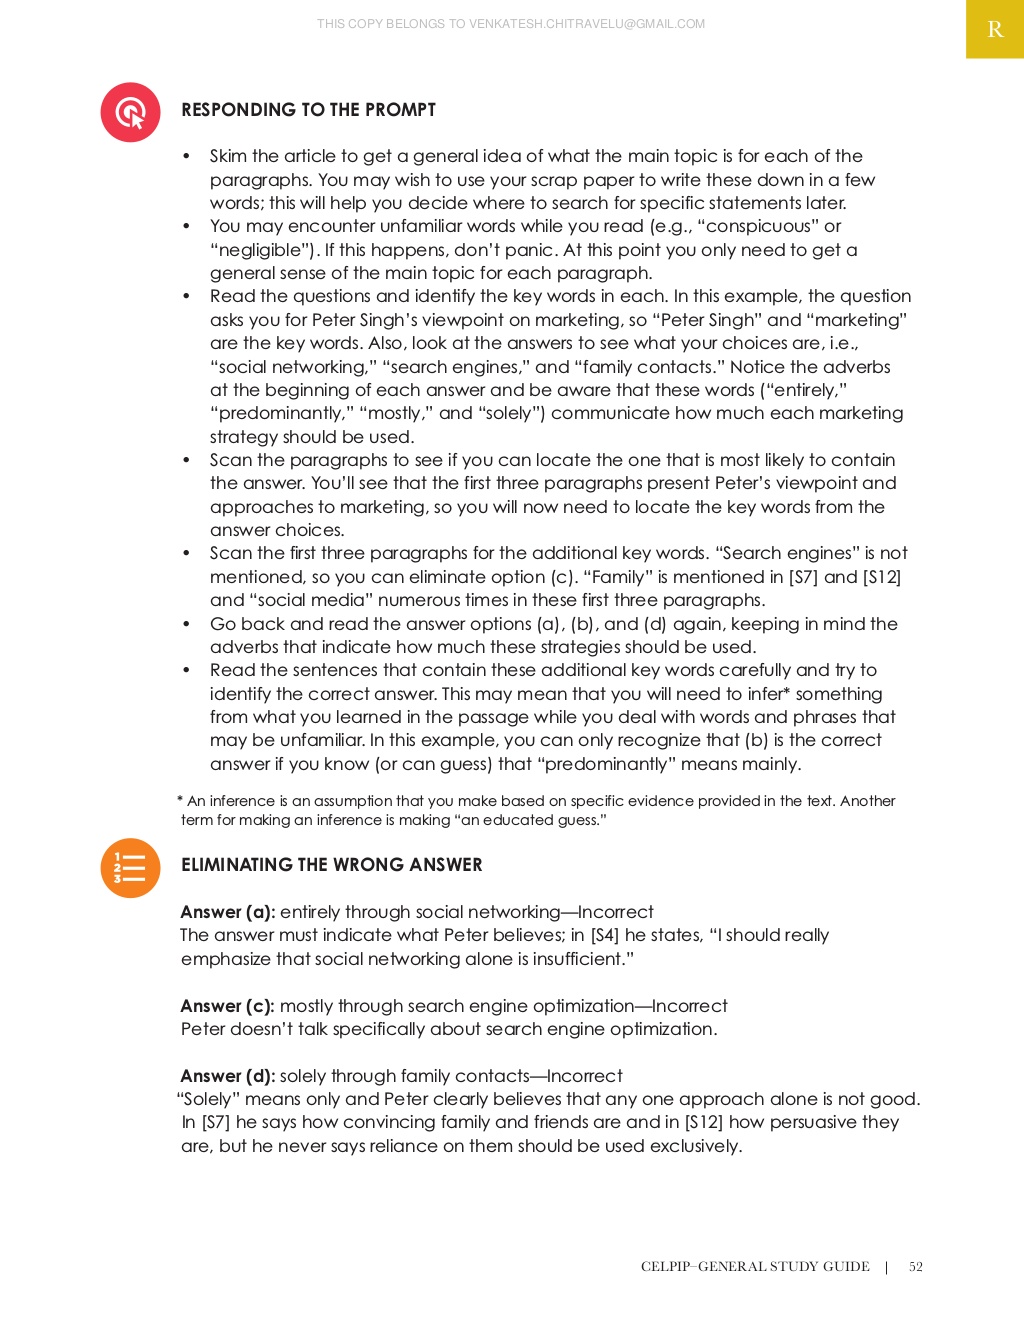 THIS COPY BELONGS TO VENKATESH.CHITRAVELU@GMAIL.COM
R
RESPONDING TO THE PROMPT
• Skim the article to get a general idea of what the main topic is for each of the
paragraphs. You may wish to use your scrap paper to write these down in a few
words; this will help you decide where to search for specific statements later.
• You may encounter unfamiliar words while you read (e.g., “conspicuous” or
“negligible”). If this happens, don’t panic. At this point you only need to get a
general sense of the main topic for each paragraph.
• Read the questions and identify the key words in each. In this example, the question
asks you for Peter Singh’s viewpoint on marketing, so “Peter Singh” and “marketing”
are the key words. Also, look at the answers to see what your choices are, i.e.,
“social networking,” “search engines,” and “family contacts.” Notice the adverbs
at the beginning of each answer and be aware that these words (“entirely,”
“predominantly,” “mostly,” and “solely”) communicate how much each marketing
strategy should be used.
• Scan the paragraphs to see if you can locate the one that is most likely to contain
the answer. You’ll see that the first three paragraphs present Peter’s viewpoint and
approaches to marketing, so you will now need to locate the key words from the
answer choices.
• Scan the first three paragraphs for the additional key words. “Search engines” is not
mentioned, so you can eliminate option (c). “Family” is mentioned in [S7] and [S12]
and “social media” numerous times in these first three paragraphs.
• Go back and read the answer options (a), (b), and (d) again, keeping in mind the
adverbs that indicate how much these strategies should be used.
• Read the sentences that contain these additional key words carefully and try to
identify the correct answer. This may mean that you will need to infer* something
from what you learned in the passage while you deal with words and phrases that
may be unfamiliar. In this example, you can only recognize that (b) is the correct
answer if you know (or can guess) that “predominantly” means mainly.
* An inference is an assumption that you make based on specific evidence provided in the text. Another
term for making an inference is making “an educated guess.”
1
2
3
ELIMINATING THE WRONG ANSWER
Answer (a): entirely through social networking—Incorrect
The answer must indicate what Peter believes; in [S4] he states, “I should really
emphasize that social networking alone is insufficient.”
Answer (c): mostly through search engine optimization—Incorrect
Peter doesn’t talk specifically about search engine optimization.
Answer (d): solely through family contacts—Incorrect
“Solely” means only and Peter clearly believes that any one approach alone is not good.
In [S7] he says how convincing family and friends are and in [S12] how persuasive they
are, but he never says reliance on them should be used exclusively.
CELPIP–GENERAL STUDY GUIDE | 52